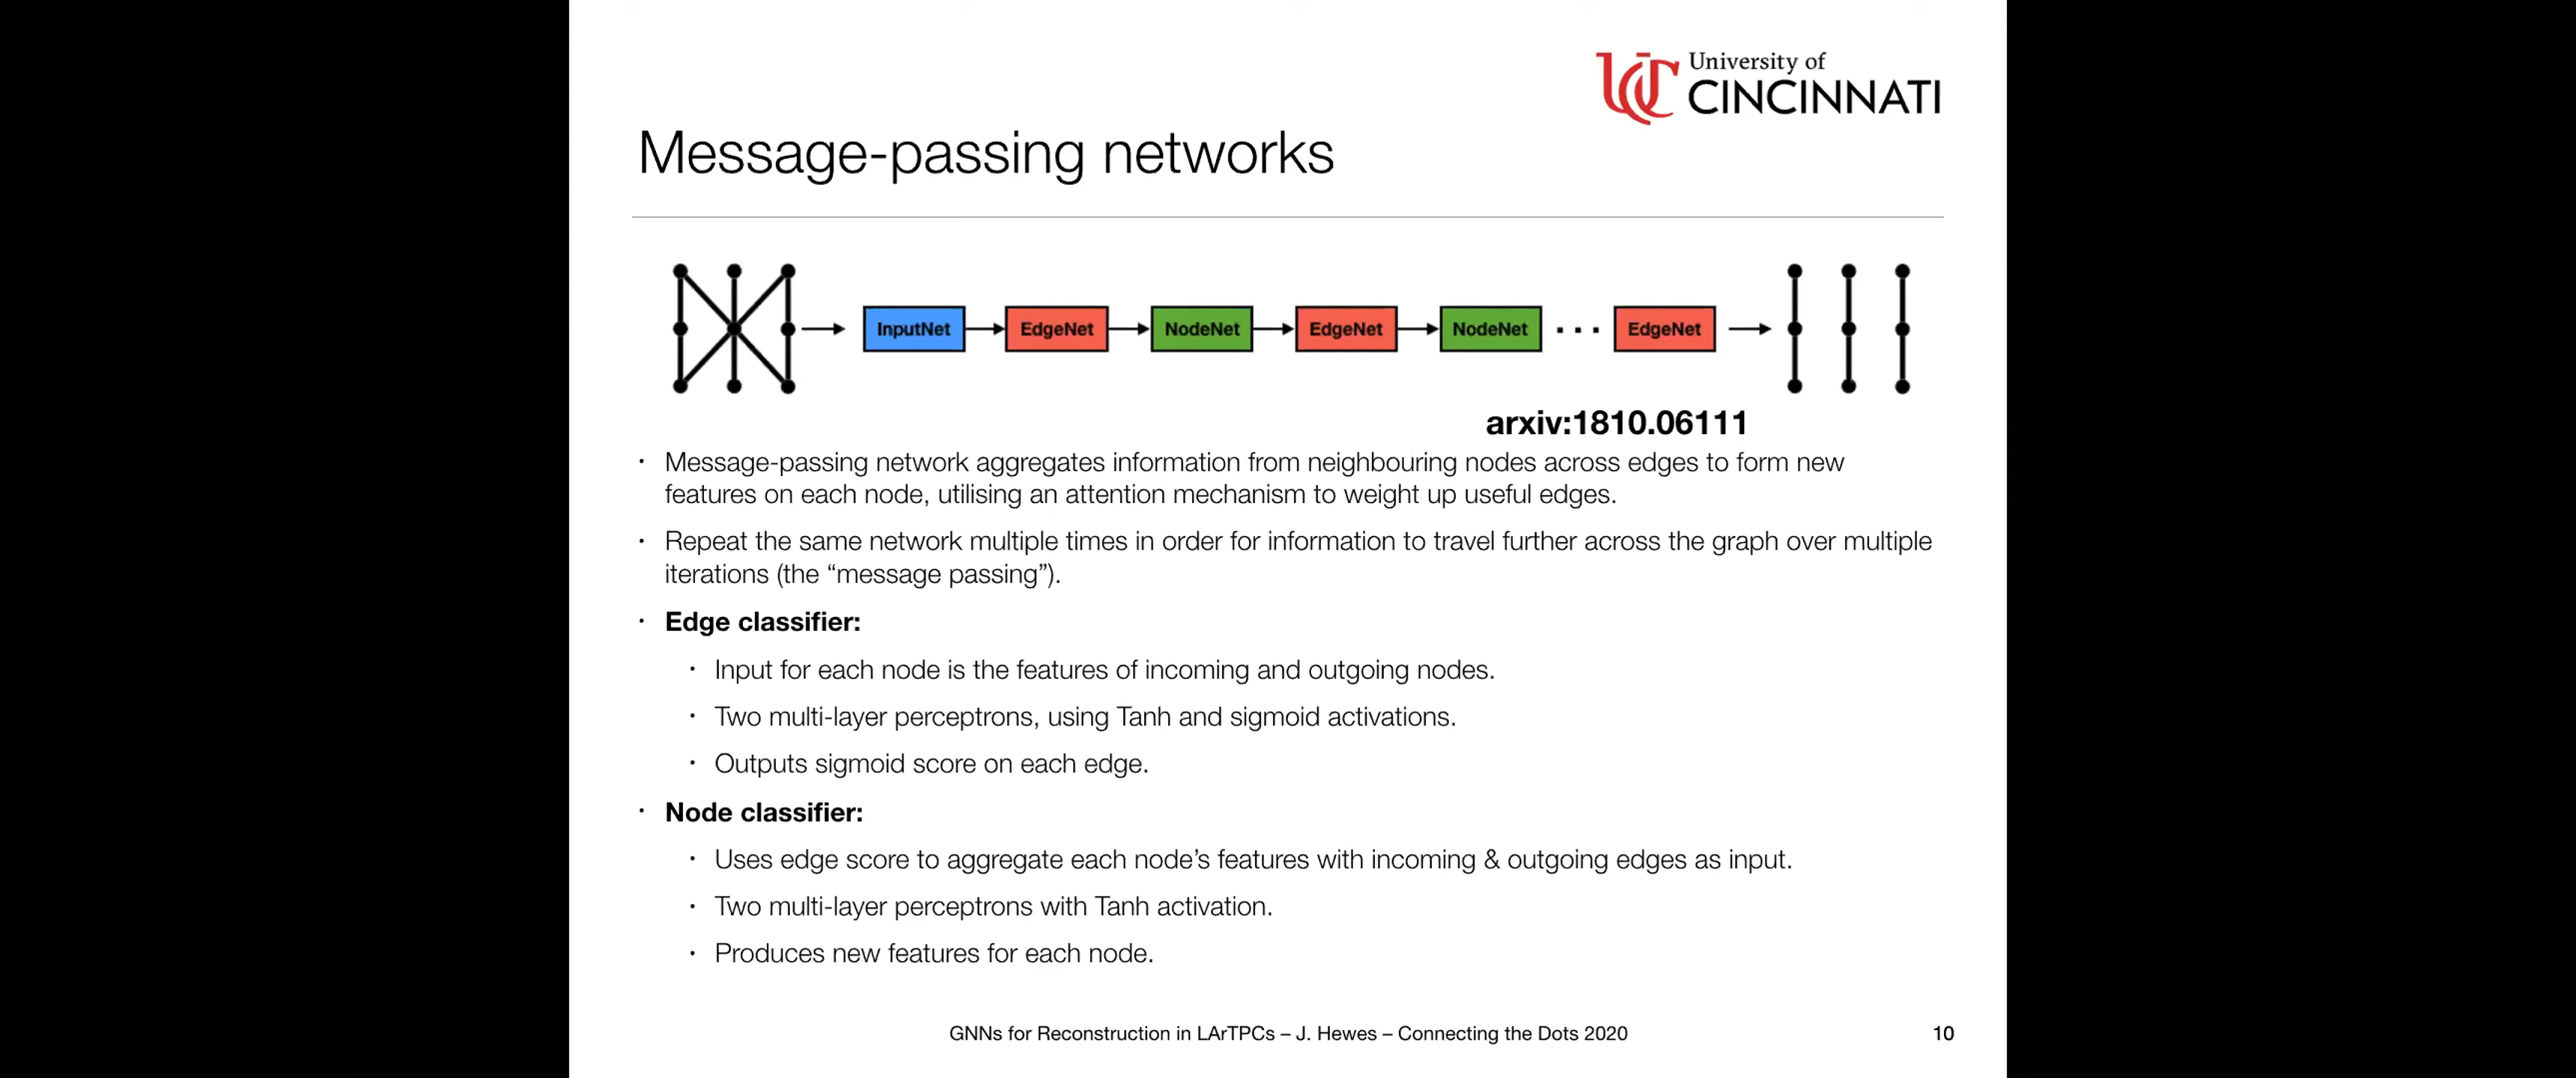 University of
CINCINNATI
Message-passing networks
InputNet EdgeNet NodeNet EdgeNet NodeNet ... EdgeNet
arxiv:1810.06111
• Message-passing network aggregates information from neighbouring nodes across edges to form new
features on each node, utilising an attention mechanism to weight up useful edges.
• Repeat the same network multiple times in order for information to travel further across the graph over multiple
iterations (the “message passing”).
• Edge classifier:
• Input for each node is the features of incoming and outgoing nodes.
• Two multi-layer perceptrons, using Tanh and sigmoid activations.
• Outputs sigmoid score on each edge.
• Node classifier:
• Uses edge score to aggregate each node’s features with incoming & outgoing edges as input.
• Two multi-layer perceptrons with Tanh activation.
• Produces new features for each node.
GNNs for Reconstruction in LArTPCs – J. Hewes – Connecting the Dots 2020
10